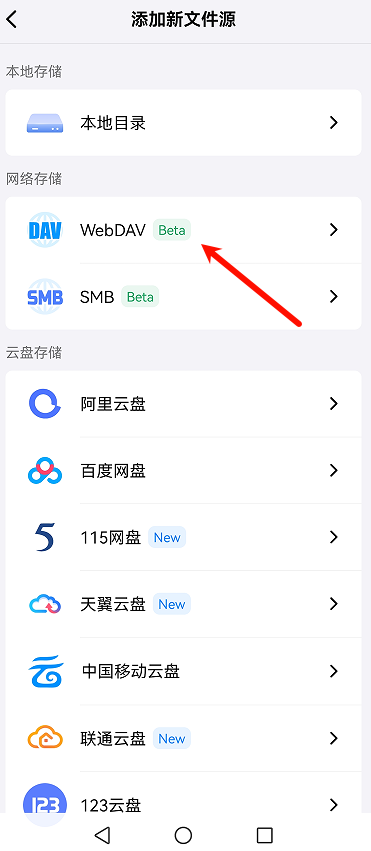 添加新文件源
本地存储
本地目录
网络存储
DAV WebDAV Beta
SMB SMB Beta
云盘存储
阿里云盘
百度网盘
5 115网盘 New
天翼云盘 New
云 中国移动云盘
联通云盘 New
123 123云盘